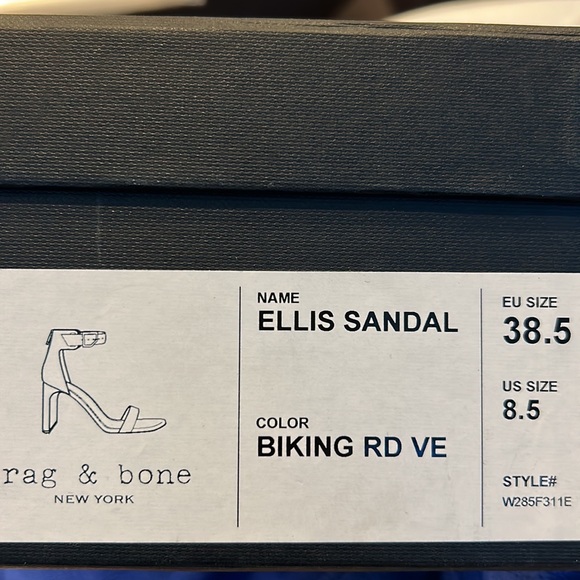 NAME
ELLIS SANDAL
COLOR
BIKING RD VE
EU SIZE
38.5
US SIZE
8.5
STYLE#
W285F311E
rag & bone
NEW YORK